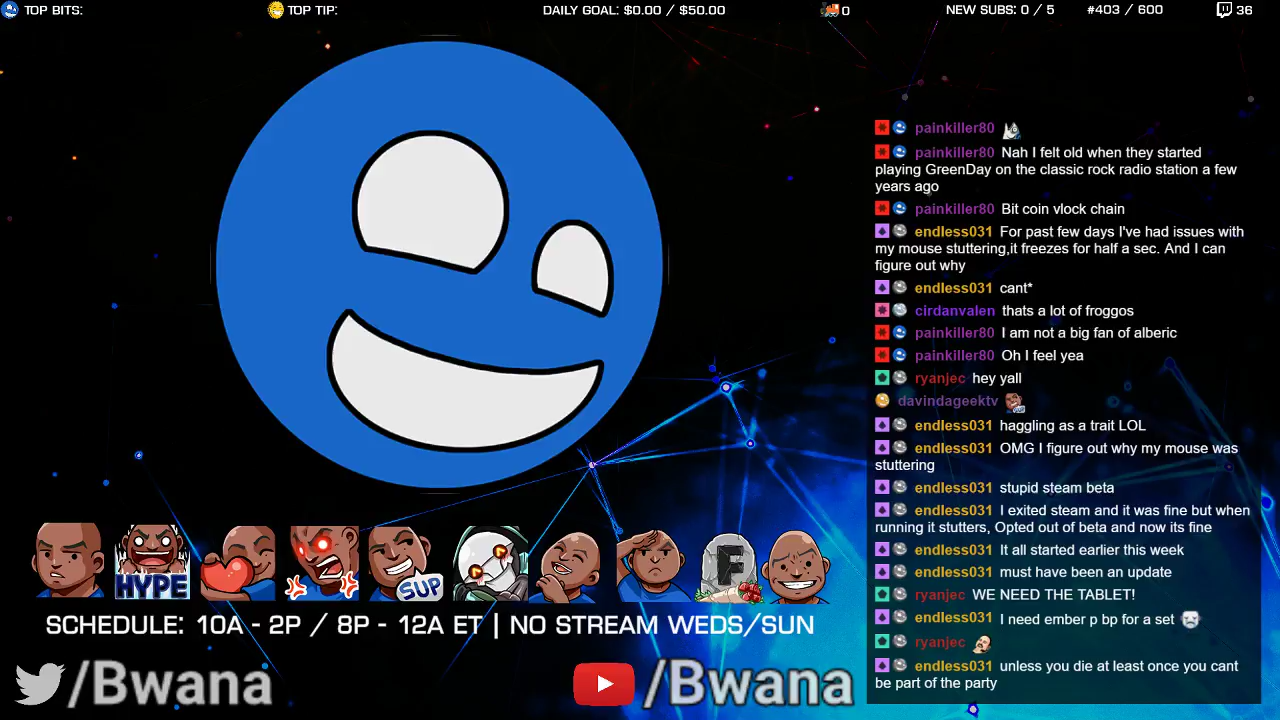 TOP BITS:
TOP TIP:
DAILY GOAL: $0.00 / $50.00
0
NEW SUBS: 0 / 5
#403 / 600
36
painkiller80
painkiller80 Nah I felt old when they started
playing GreenDay on the classic rock radio station a few
years ago
painkiller80 Bit coin vlock chain
endless031 For past few days I've had issues with
my mouse stuttering,it freezes for half a sec. And I can
figure out why
endless031 cant*
cirdanvalen thats a lot of froggos
painkiller80 I am not a big fan of alberic
painkiller80 Oh I feel yea
ryanjec hey yall
davindageektv
endless031 haggling as a trait LOL
endless031 OMG I figure out why my mouse was
stuttering
endless031 stupid steam beta
endless031 I exited steam and it was fine but when
running it stutters, Opted out of beta and now its fine
endless031 It all started earlier this week
endless031 must have been an update
ryanjec WE NEED THE TABLET!
endless031 I need ember p bp for a set
ryanjec
endless031 unless you die at least once you cant
be part of the party
HYPE
SUP
F
SCHEDULE: 10A - 2P / 8P - 12A ET | NO STREAM WEDS/SUN
/Bwana
/Bwana